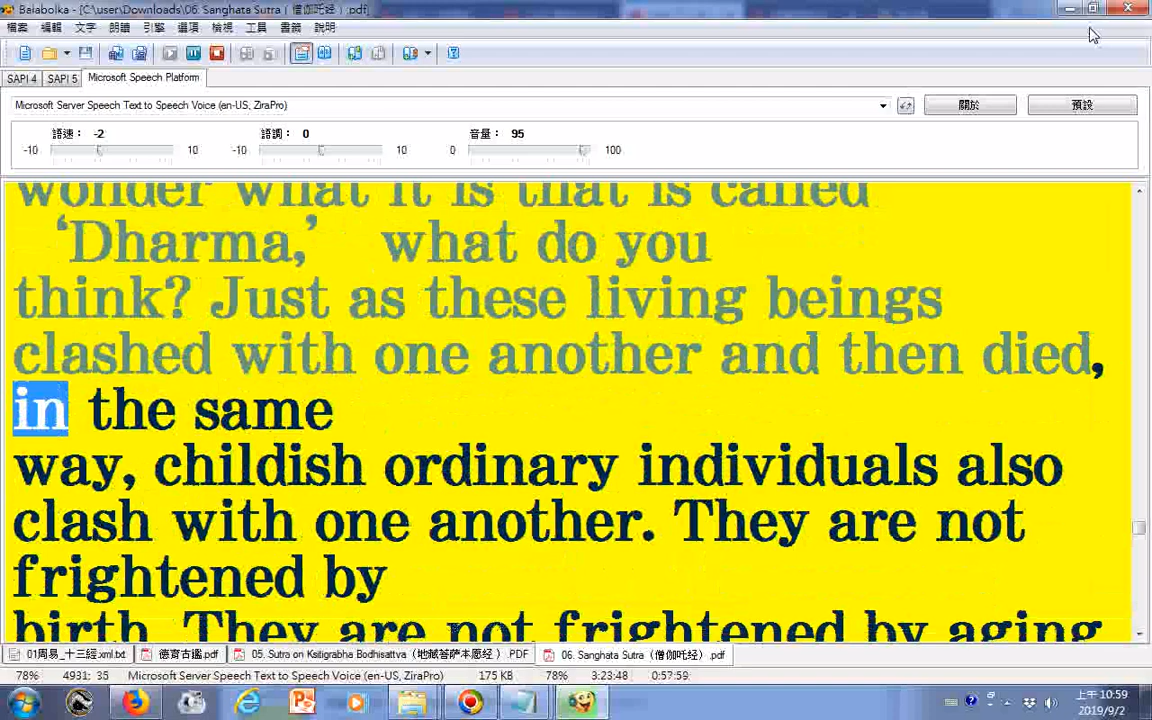 Balabolka - [C:\user\Downloads\06. Sanghata Sutra（僧伽吒经）.pdf]
檔案 編輯 文字 朗讀 引擎 選項 檢視 工具 書籤 說明
SAPI 4 SAPI 5 Microsoft Speech Platform
Microsoft Server Speech Text to Speech Voice (en-US, ZiraPro) 關於 預設
語速： -2 語調： 0 音量： 95
-10 10 -10 10 0 100
wonder what it is that is called
‘Dharma,’ what do you
think? Just as these living beings
clashed with one another and then died,
in the same
way, childish ordinary individuals also
clash with one another. They are not
frightened by
birth. They are not frightened by aging
01周易_十三經.xml.txt 德育古鑑.pdf 05. Sutra on Ksitigrabha Bodhisattva（地藏菩萨本愿经）.PDF 06. Sanghata Sutra（僧伽吒经）.pdf
78% 4931: 35 Microsoft Server Speech Text to Speech Voice (en-US, ZiraPro) 175 KB 78% 3:23:48 0:57:59
上午 10:59
2019/9/2